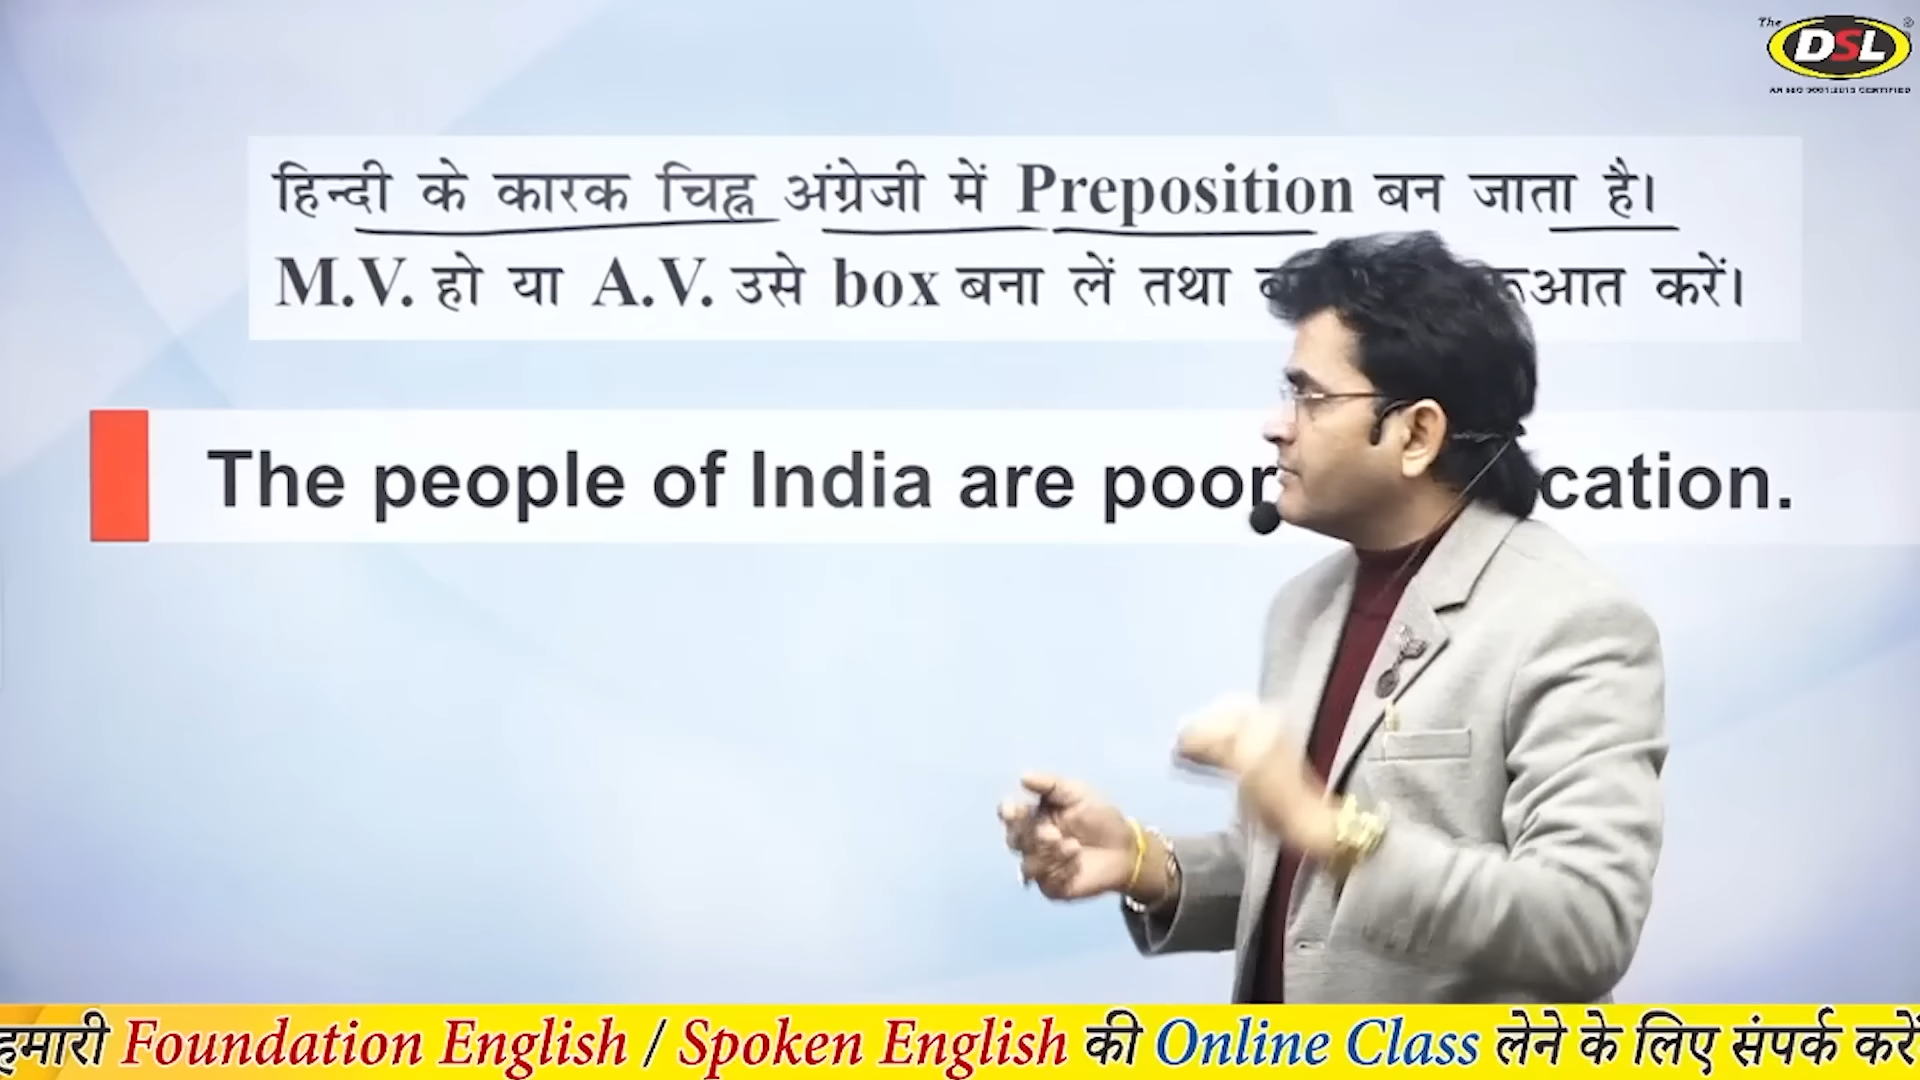 The DSL ®
AN ISO 9001:2015 CERTIFIED
हिन्दी के कारक चिह्न अंग्रेजी में Preposition बन जाता है।
M.V. हो या A.V. उसे box बना लें तथा करें।
The people of India are poor
हमारी Foundation English / Spoken English की Online Class लेने के लिए संपर्क करें